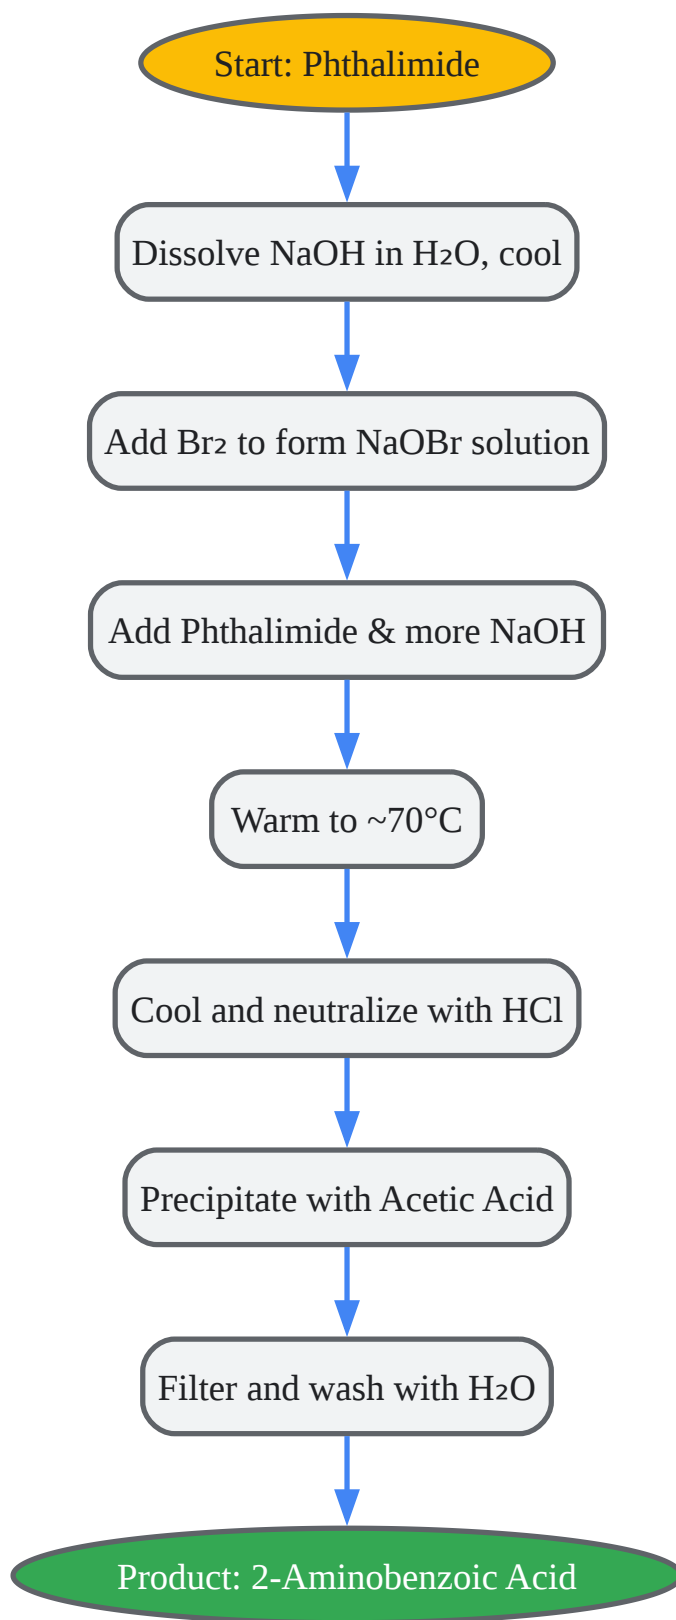 Start: Phthalimide
Dissolve NaOH in H₂O, cool
Add Br₂ to form NaOBr solution
Add Phthalimide & more NaOH
Warm to ~70°C
Cool and neutralize with HCl
Precipitate with Acetic Acid
Filter and wash with H₂O
Product: 2-Aminobenzoic Acid